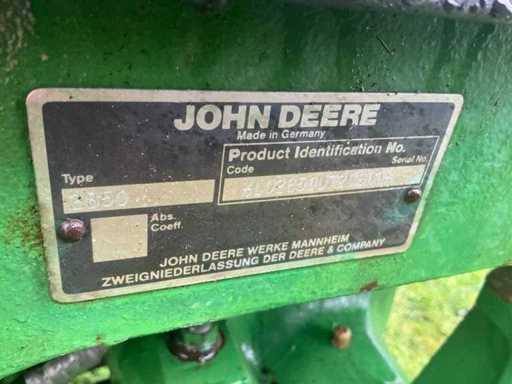 JOHN DEERE
Made in Germany
Product Identification No.
Code
Serial No.
Type
2850
Abs.
Coeff.
JOHN DEERE WERKE MANNHEIM
ZWEIGNIEDERLASSUNG DER DEERE & COMPANY